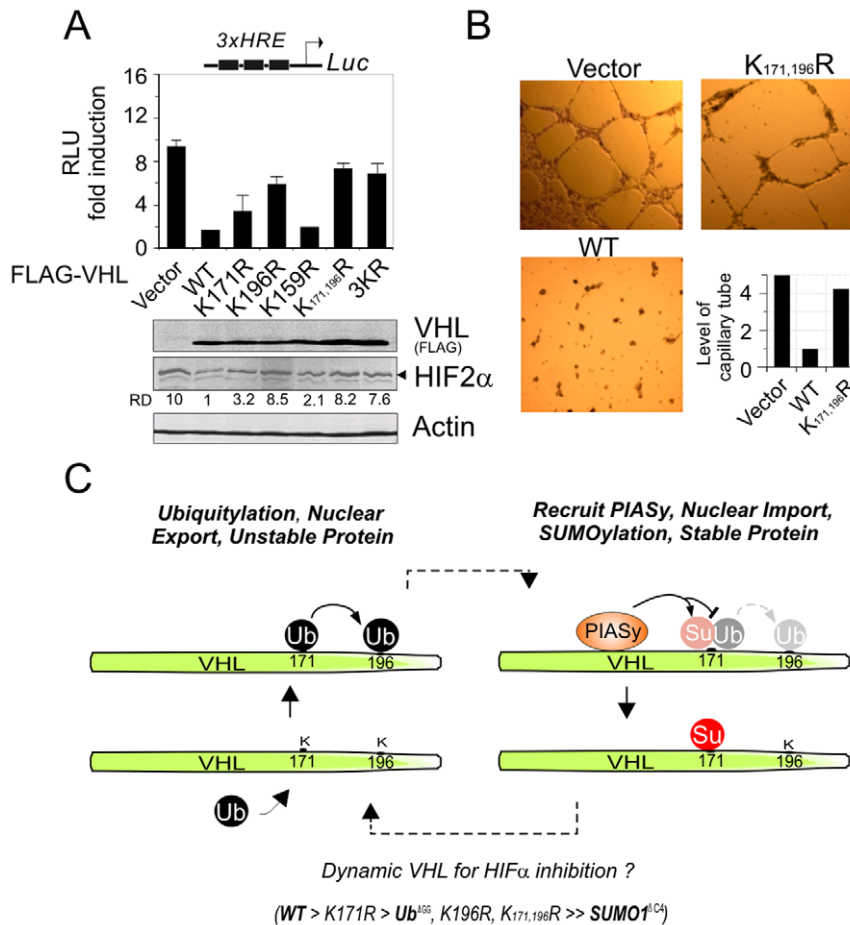 A
3xHRE
Luc
16
12
8
4
0
RLU
fold induction
FLAG-VHL
Vector
WT
K171R
K196R
K159R
K171,196R
3KR
VHL
(FLAG)
HIF2α
RD 10 1 3.2 8.5 2.1 8.2 7.6
Actin
B
Vector
K171,196R
WT
Level of
capillary tube
4
2
0
Vector
WT
K171,196R
C
Ubiquitylation, Nuclear
Export, Unstable Protein
Recruit PIASy, Nuclear Import,
SUMOylation, Stable Protein
Ub Ub
VHL 171 196
K K
VHL 171 196
Ub
PIASy Su Ub Ub
VHL 171 196
Su K
VHL 171 196
Dynamic VHL for HIFα inhibition ?
(WT > K171R > Ub^ΔGG, K196R, K171,196R >> SUMO1^ΔC4)